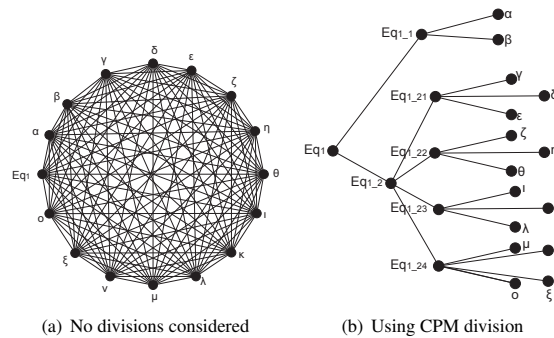 δ
γ
ε
β
ζ
α
η
Eq1
θ
ο
ι
ξ
κ
ν
λ
μ
(a) No divisions considered
α
Eq1_1
β
γ
Eq1_21
δ
ε
ζ
Eq1
Eq1_22
η
Eq1_2
θ
ι
Eq1_23
λ
μ
Eq1_24
ο
ξ
(b) Using CPM division